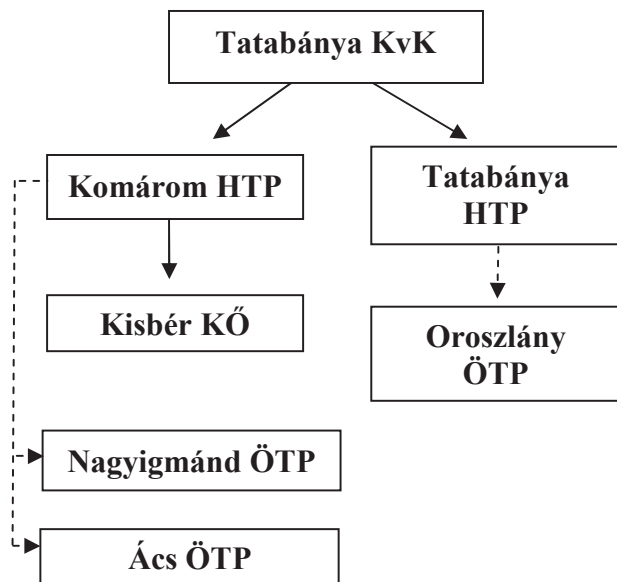 Tatabánya KvK
Komárom HTP
Tatabánya
HTP
Kisbér KŐ
Oroszlány
ÖTP
Nagyigmánd ÖTP
Ács ÖTP